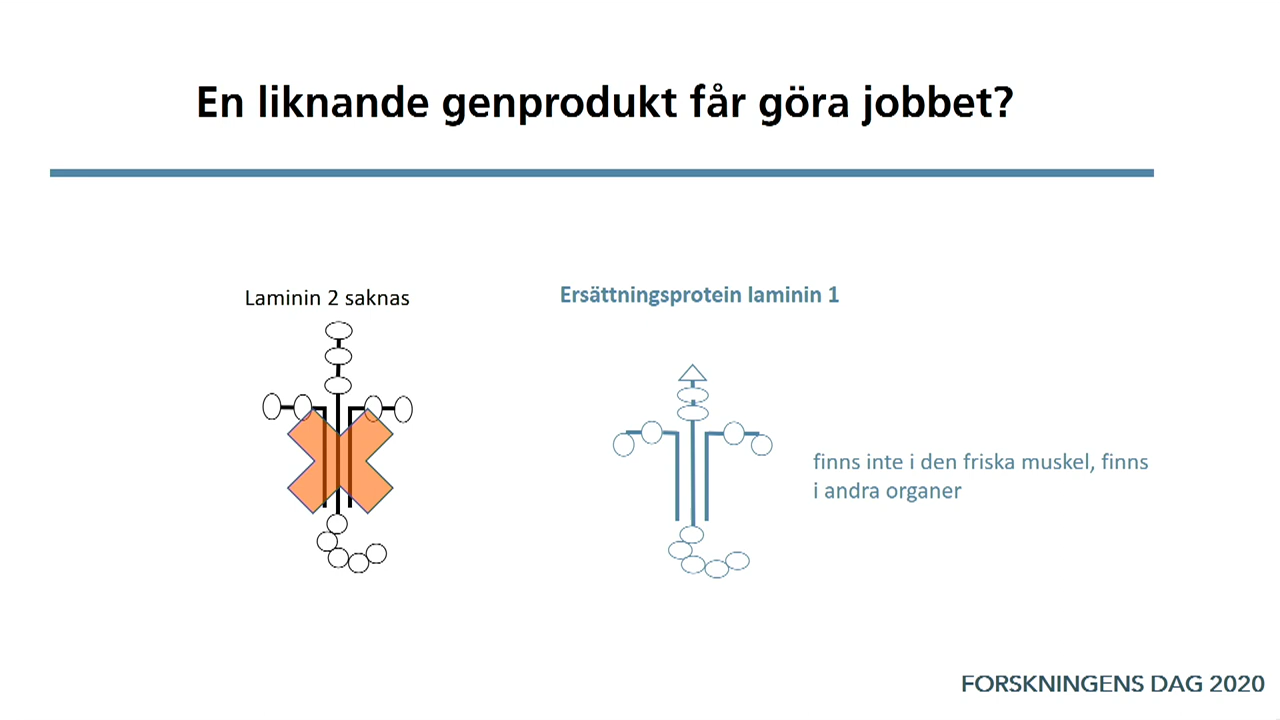 En liknande genprodukt får göra jobbet?
Laminin 2 saknas
Ersättningsprotein laminin 1
finns inte i den friska muskel, finns
i andra organer
FORSKNINGENS DAG 2020